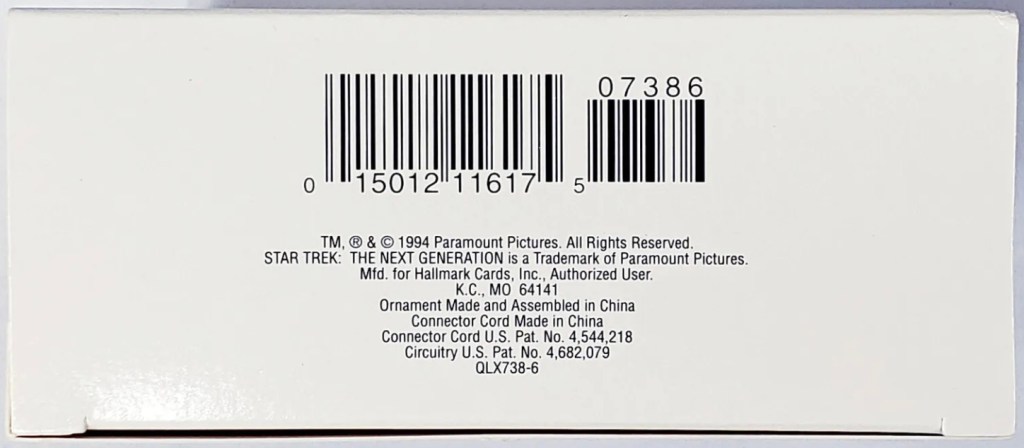 07386
0 15012 11617 5
TM, ® & © 1994 Paramount Pictures. All Rights Reserved.
STAR TREK: THE NEXT GENERATION is a Trademark of Paramount Pictures.
Mfd. for Hallmark Cards, Inc., Authorized User.
K.C., MO 64141
Ornament Made and Assembled in China
Connector Cord Made in China
Connector Cord U.S. Pat. No. 4,544,218
Circuitry U.S. Pat. No. 4,682,079
QLX738-6